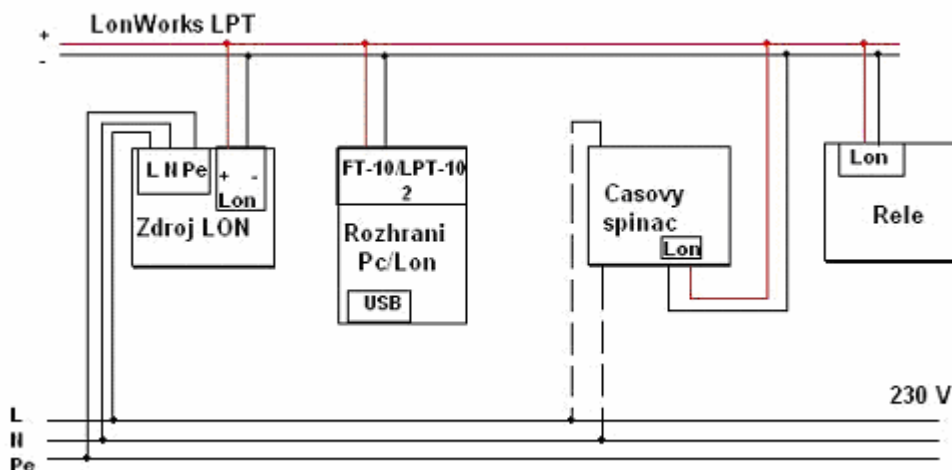 LonWorks LPT
+
-
L N Pe
+ -
Lon
Zdroj LON
FT-10/LPT-10
2
Rozhrani
Pc/Lon
USB
Casovy
spinac
Lon
Lon
Rele
230 V
L
N
Pe